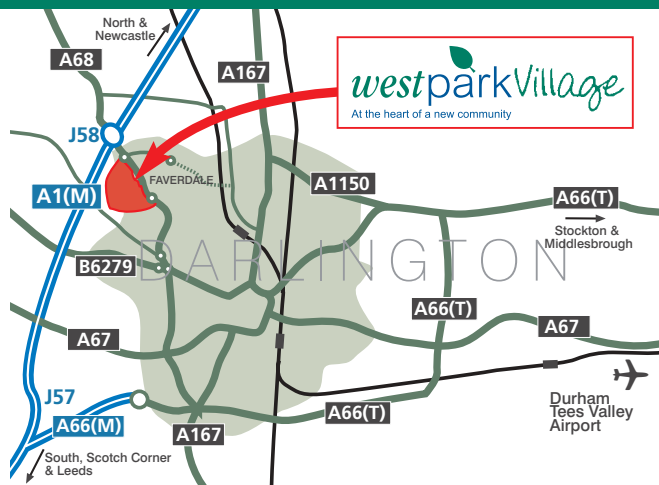 North &
Newcastle
A68
A167
westparkVillage
At the heart of a new community
J58
FAVERDALE
A1150
A1(M)
A66(T)
Stockton &
Middlesbrough
DARLINGTON
B6279
A66(T)
A67
A67
J57
A66(M)
A66(T)
Durham
Tees Valley
Airport
A167
South, Scotch Corner
& Leeds